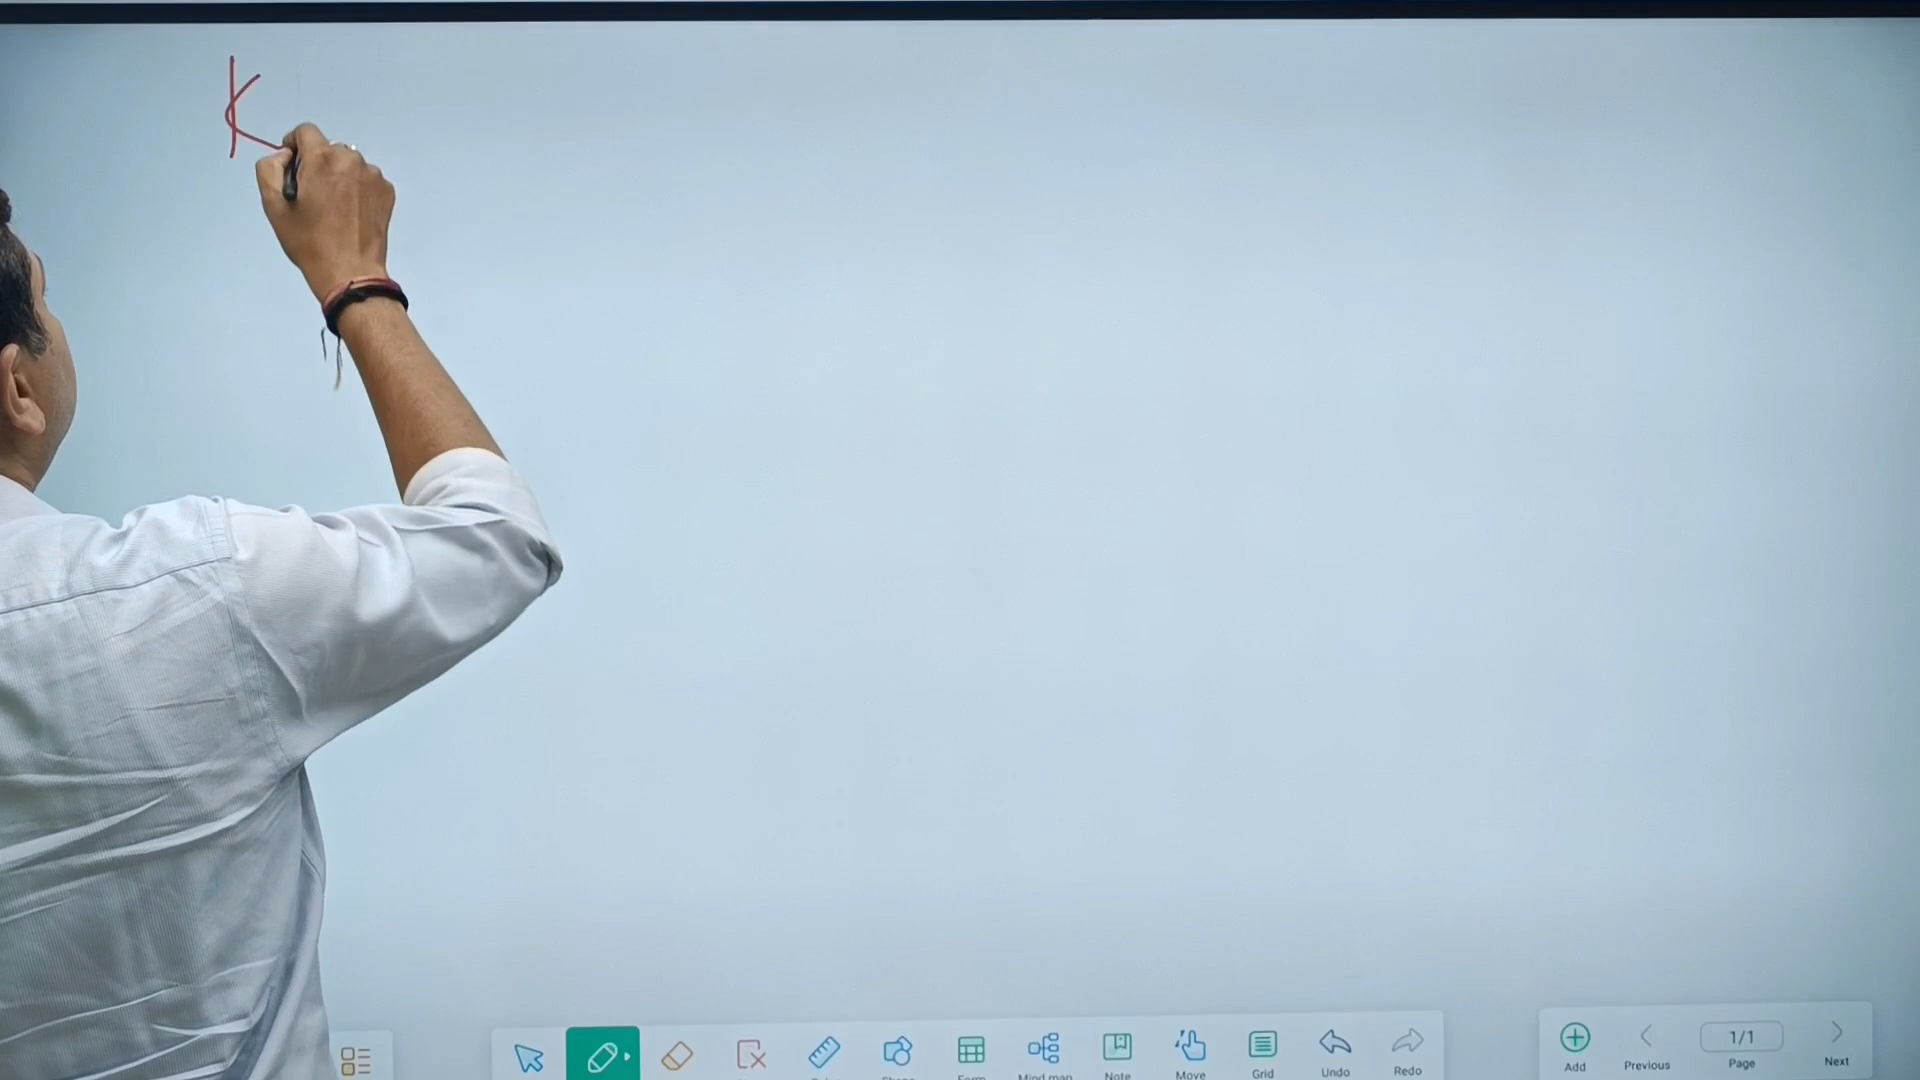 K
Mind map
Note
Move
Grid
Undo
Redo
Add
Previous
1/1
Page
Next